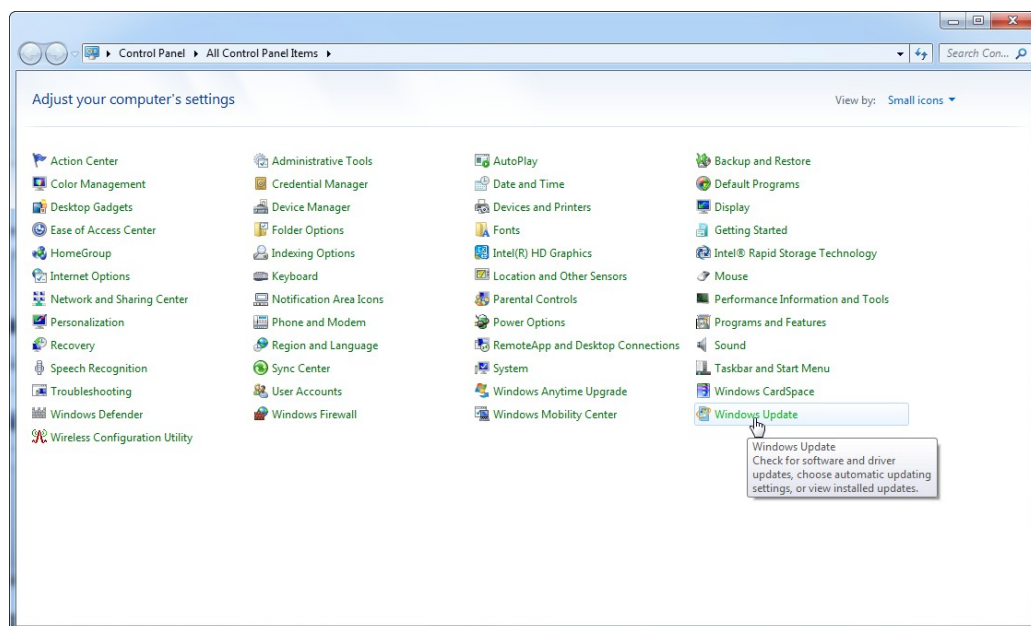 Control Panel ▸ All Control Panel Items ▸ Search Con...
Adjust your computer's settings
View by: Small icons
Action Center Administrative Tools AutoPlay Backup and Restore
Color Management Credential Manager Date and Time Default Programs
Desktop Gadgets Device Manager Devices and Printers Display
Ease of Access Center Folder Options Fonts Getting Started
HomeGroup Indexing Options Intel(R) HD Graphics Intel® Rapid Storage Technology
Internet Options Keyboard Location and Other Sensors Mouse
Network and Sharing Center Notification Area Icons Parental Controls Performance Information and Tools
Personalization Phone and Modem Power Options Programs and Features
Recovery Region and Language RemoteApp and Desktop Connections Sound
Speech Recognition Sync Center System Taskbar and Start Menu
Troubleshooting User Accounts Windows Anytime Upgrade Windows CardSpace
Windows Defender Windows Firewall Windows Mobility Center Windows Update
Wireless Configuration Utility
Windows Update
Check for software and driver
updates, choose automatic updating
settings, or view installed updates.